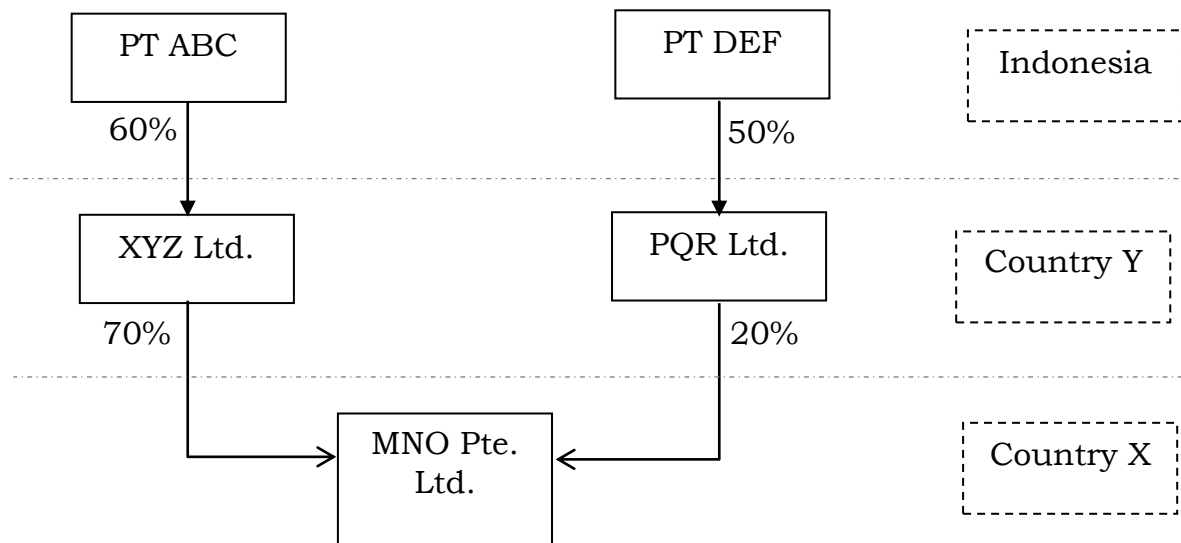 PT ABC
PT DEF
Indonesia
60%
50%
XYZ Ltd.
PQR Ltd.
Country Y
70%
20%
MNO Pte.
Ltd.
Country X